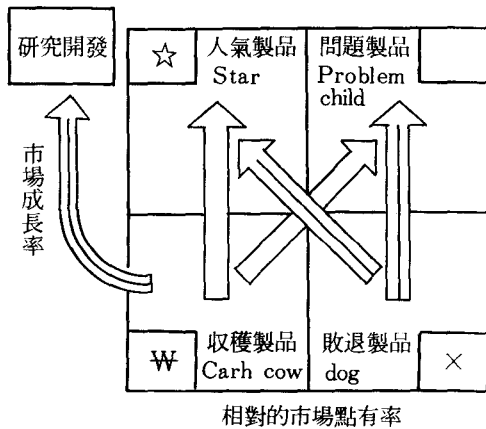 研究開發
☆
人氣製品
Star
問題製品
Problem
child
市場成長率
₩
収穫製品
Carh cow
敗退製品
dog
×
相對的市場點有率